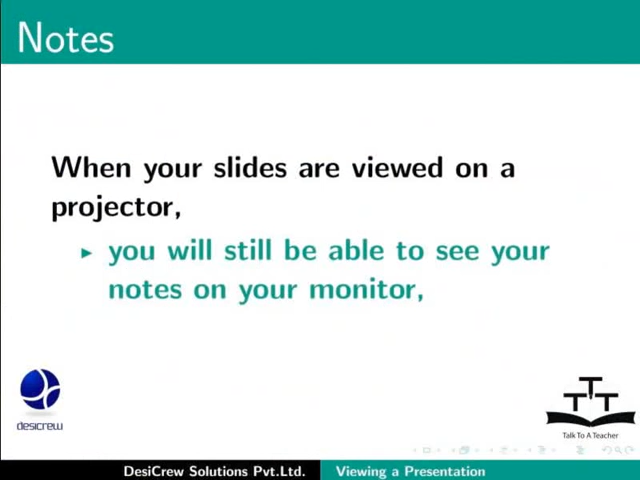 Notes
When your slides are viewed on a
projector,
you will still be able to see your
notes on your monitor,
desicrew
TTT
Talk To A Teacher
DesiCrew Solutions Pvt.Ltd.
Viewing a Presentation